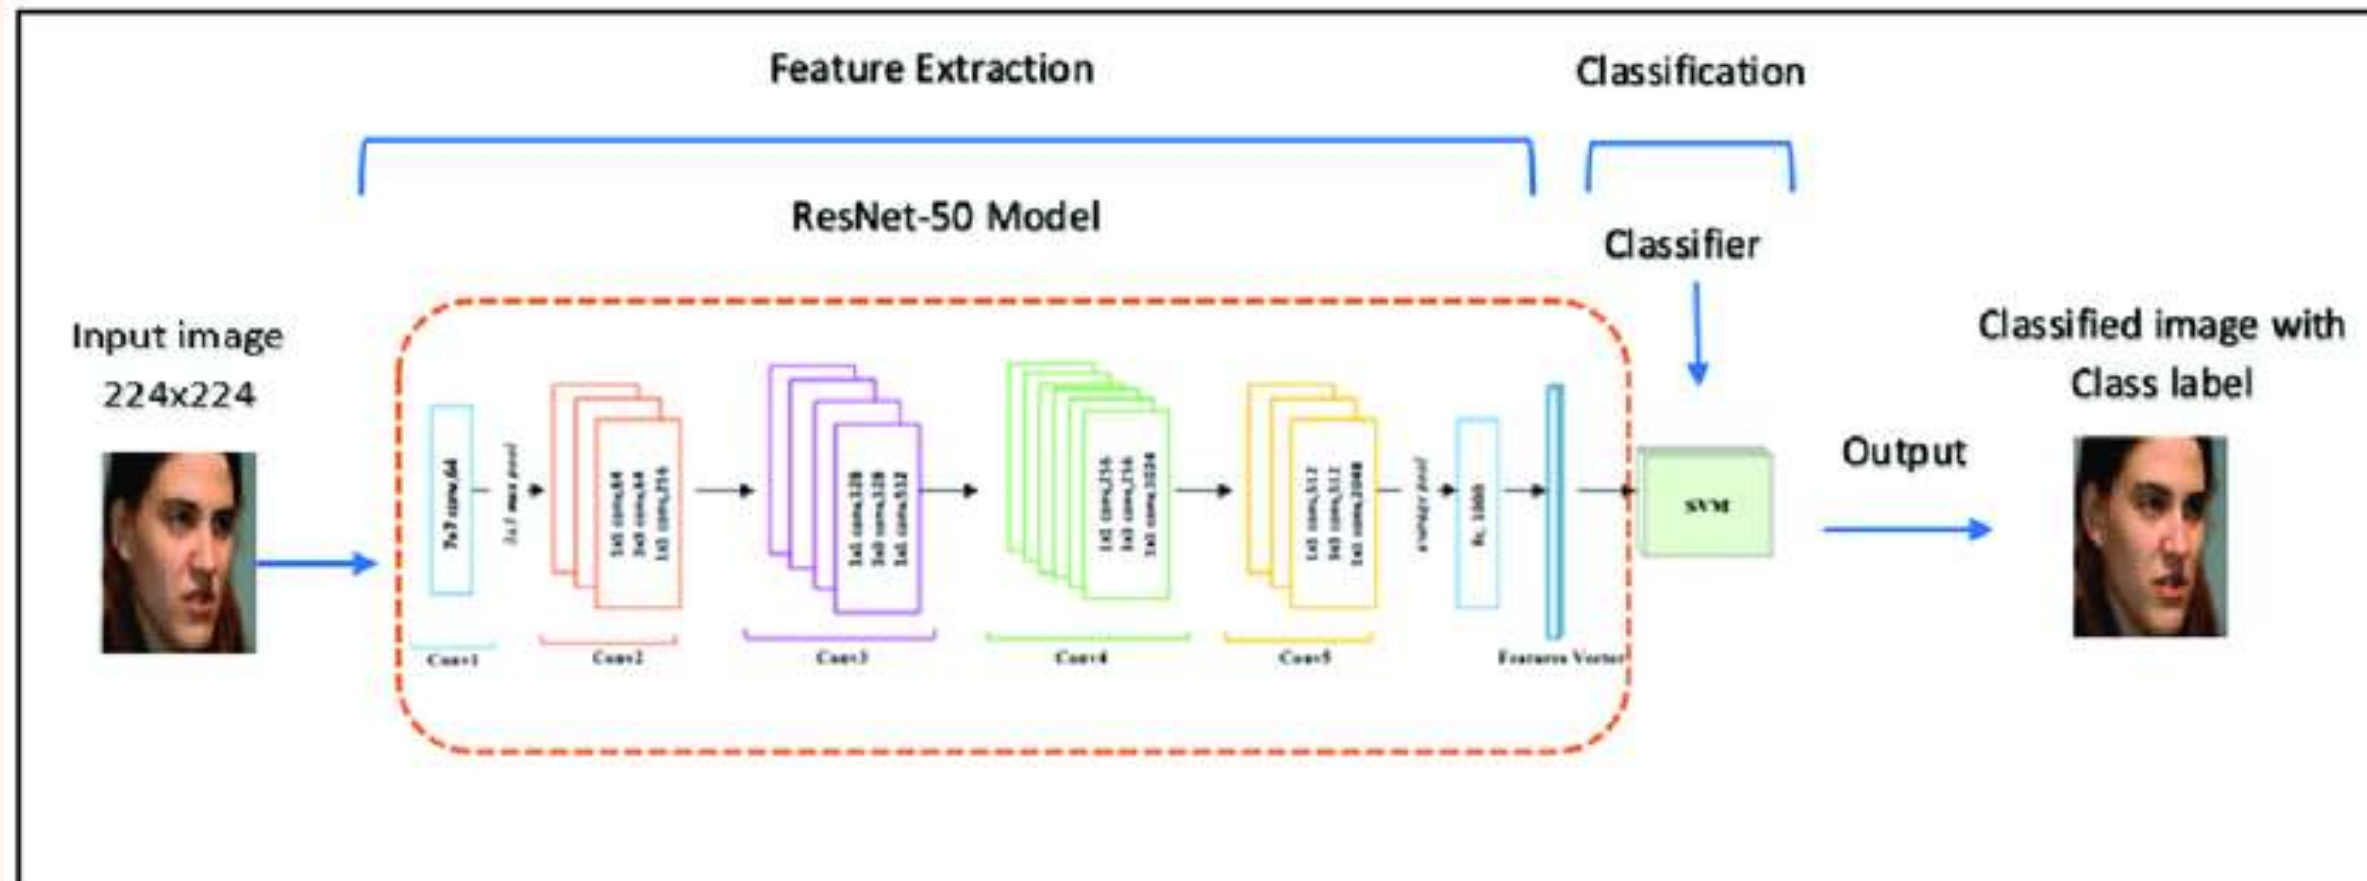 Feature Extraction
Classification
ResNet-50 Model
Classifier
Input image
224x224
Classified image with
Class label
Output
7x7 conv,64
3x3 max pool
1x1 conv,64
3x3 conv,64
1x1 conv,256
1x1 conv,128
3x3 conv,128
1x1 conv,512
1x1 conv,256
3x3 conv,256
1x1 conv,1024
1x1 conv,512
3x3 conv,512
1x1 conv,2048
average pool
1000
SVM
Conv1
Conv2
Conv3
Conv4
Conv5
Features Vector